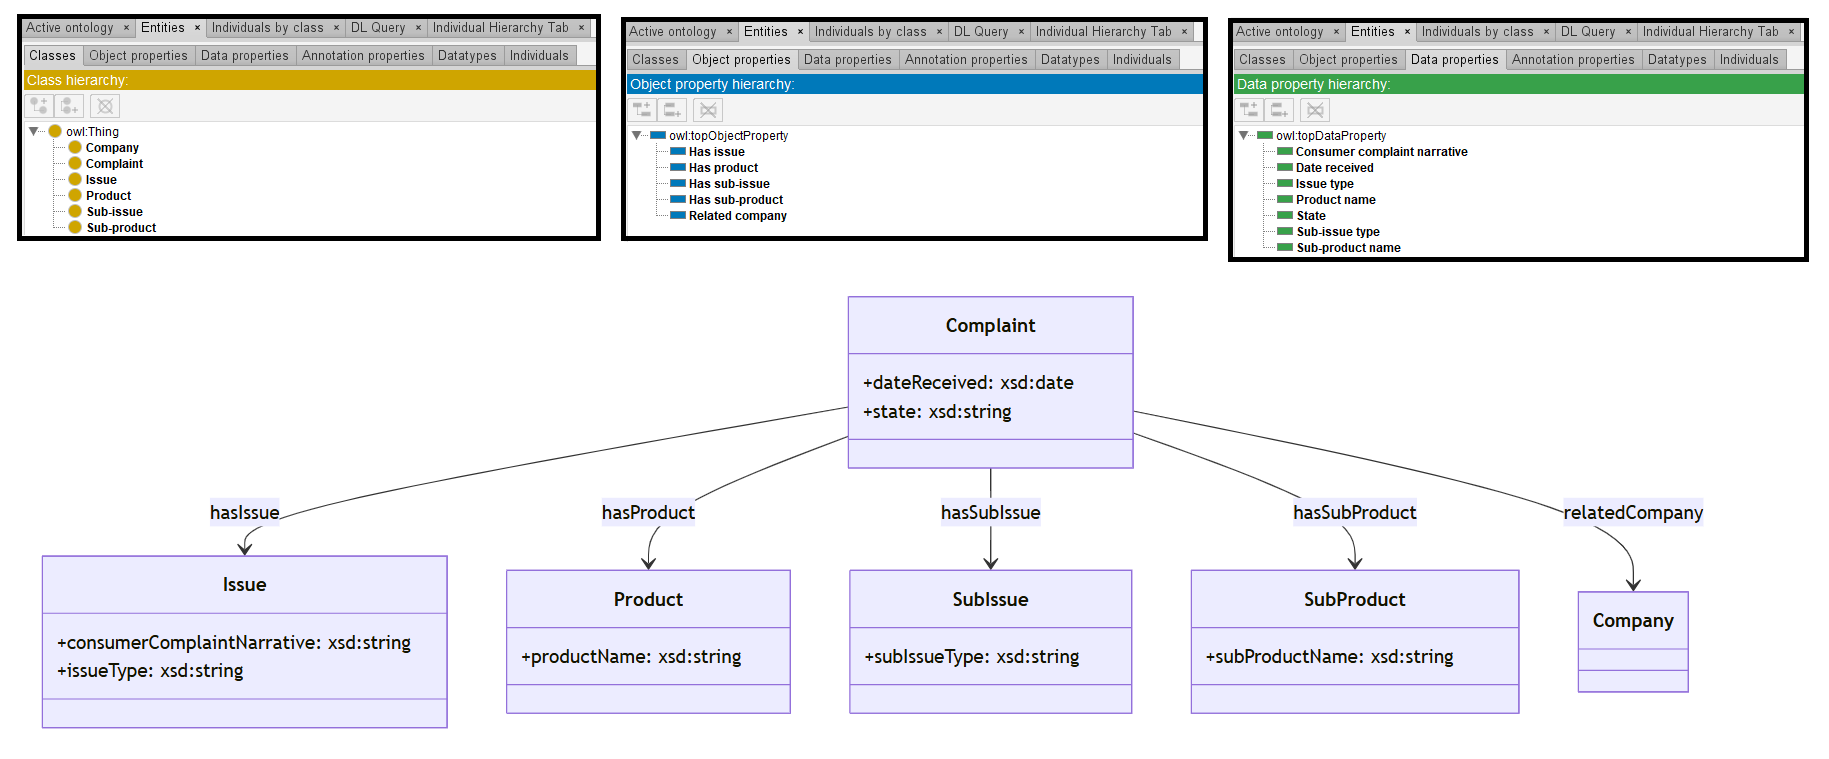 Active ontology × Entities × Individuals by class × DL Query × Individual Hierarchy Tab ×
Classes Object properties Data properties Annotation properties Datatypes Individuals
Class hierarchy:
owl:Thing
Company
Complaint
Issue
Product
Sub-issue
Sub-product
Active ontology × Entities × Individuals by class × DL Query × Individual Hierarchy Tab ×
Classes Object properties Data properties Annotation properties Datatypes Individuals
Object property hierarchy:
owl:topObjectProperty
Has issue
Has product
Has sub-issue
Has sub-product
Related company
Active ontology × Entities × Individuals by class × DL Query × Individual Hierarchy Tab ×
Classes Object properties Data properties Annotation properties Datatypes Individuals
Data property hierarchy:
owl:topDataProperty
Consumer complaint narrative
Date received
Issue type
Product name
State
Sub-issue type
Sub-product name
Complaint
+dateReceived: xsd:date
+state: xsd:string
hasIssue
hasProduct
hasSubIssue
hasSubProduct
relatedCompany
Issue
+consumerComplaintNarrative: xsd:string
+issueType: xsd:string
Product
+productName: xsd:string
SubIssue
+subIssueType: xsd:string
SubProduct
+subProductName: xsd:string
Company